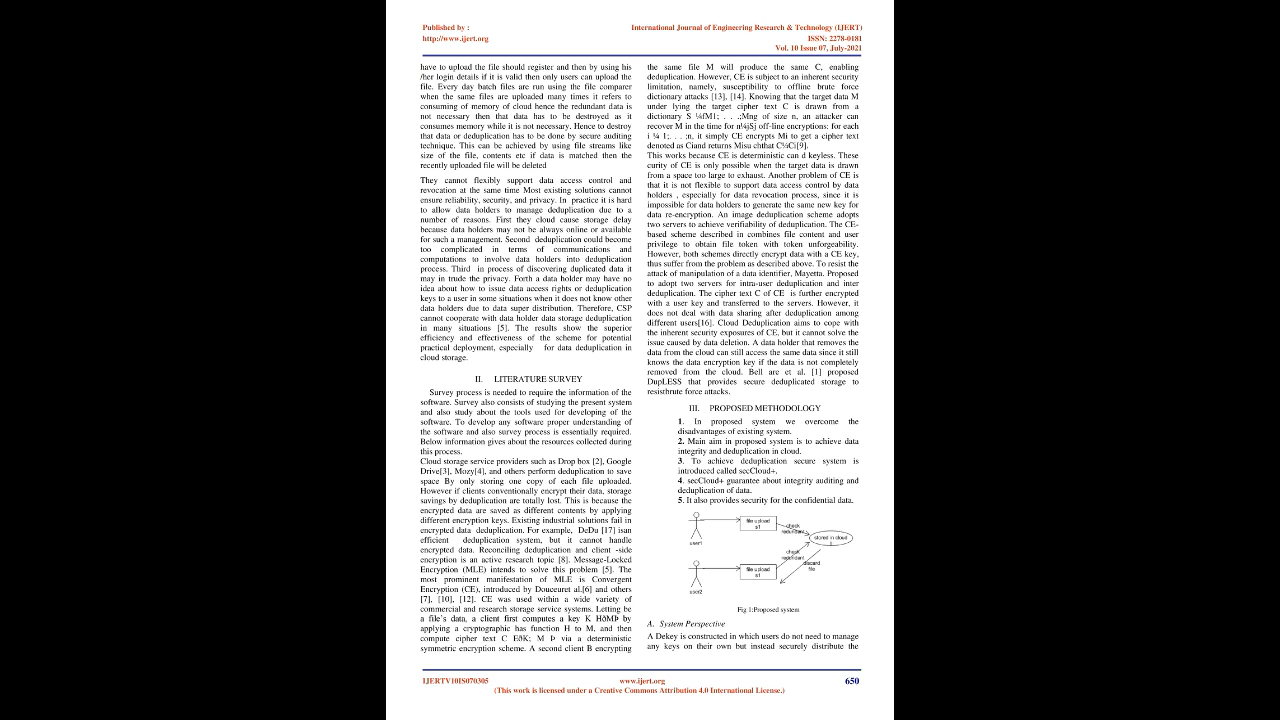 Published by :
http://www.ijert.org
International Journal of Engineering Research & Technology (IJERT)
ISSN: 2278-0181
Vol. 10 Issue 07, July-2021
have to upload the file should register and then by using his
/her login details if it is valid then only users can upload the
file. Every day batch files are run using the file comparer
when the same files are uploaded many times it refers to
consuming of memory of cloud hence the redundant data is
not necessary then that data has to be destroyed as it
consumes memory while it is not necessary. Hence to destroy
that data or deduplication has to be done by secure auditing
technique. This can be achieved by using file streams like
size of the file, contents etc if data is matched then the
recently uploaded file will be deleted
They cannot flexibly support data access control and
revocation at the same time Most existing solutions cannot
ensure reliability, security, and privacy. In practice it is hard
to allow data holders to manage deduplication due to a
number of reasons. First they cloud cause storage delay
because data holders may not be always online or available
for such a management. Second deduplication could become
too complicated in terms of communications and
computations to involve data holders into deduplication
process. Third in process of discovering duplicated data it
may in trude the privacy. Forth a data holder may have no
idea about how to issue data access rights or deduplication
keys to a user in some situations when it does not know other
data holders due to data super distribution. Therefore, CSP
cannot cooperate with data holder data storage deduplication
in many situations [5]. The results show the superior
efficiency and effectiveness of the scheme for potential
practical deployment, especially for data deduplication in
cloud storage.
II. LITERATURE SURVEY
Survey process is needed to require the information of the
software. Survey also consists of studying the present system
and also study about the tools used for developing of the
software. To develop any software proper understanding of
the software and also survey process is essentially required.
Below information gives about the resources collected during
this process.
Cloud storage service providers such as Drop box [2], Google
Drive[3], Mozy[4], and others perform deduplication to save
space By only storing one copy of each file uploaded.
However if clients conventionally encrypt their data, storage
savings by deduplication are totally lost. This is because the
encrypted data are saved as different contents by applying
different encryption keys. Existing industrial solutions fail in
encrypted data deduplication. For example, DeDu [17] isan
efficient deduplication system, but it cannot handle
encrypted data. Reconciling deduplication and client -side
encryption is an active research topic [8]. Message-Locked
Encryption (MLE) intends to solve this problem [5]. The
most prominent manifestation of MLE is Convergent
Encryption (CE), introduced by Douceuret al.[6] and others
[7], [10], [12]. CE was used within a wide variety of
commercial and research storage service systems. Letting be
a file's data, a client first computes a key K HðMÞ by
applying a cryptographic has function H to M, and then
compute cipher text C EðK; M Þ via a deterministic
symmetric encryption scheme. A second client B encrypting
the same file M will produce the same C, enabling
deduplication. However, CE is subject to an inherent security
limitation, namely, susceptibility to offline brute force
dictionary attacks [13], [14]. Knowing that the target data M
under lying the target cipher text C is drawn from a
dictionary S ¼fM1; . . .;Mng of size n, an attacker can
recover M in the time for n¼jSj off-line encryptions: for each
i ¼ 1;. . .;n, it simply CE encrypts Mi to get a cipher text
denoted as Ciand returns Misu chthat C¼Ci[9].
This works because CE is deterministic can d keyless. These
curity of CE is only possible when the target data is drawn
from a space too large to exhaust. Another problem of CE is
that it is not flexible to support data access control by data
holders , especially for data revocation process, since it is
impossible for data holders to generate the same new key for
data re-encryption. An image deduplication scheme adopts
two servers to achieve verifiability of deduplication. The CE-
based scheme described in combines file content and user
privilege to obtain file token with token unforgeability.
However, both schemes directly encrypt data with a CE key,
thus suffer from the problem as described above. To resist the
attack of manipulation of a data identifier, Mayetta. Proposed
to adopt two servers for intra-user deduplication and inter
deduplication. The cipher text C of CE is further encrypted
with a user key and transferred to the servers. However, it
does not deal with data sharing after deduplication among
different users[16]. Cloud Deduplication aims to cope with
the inherent security exposures of CE, but it cannot solve the
issue caused by data deletion. A data holder that removes the
data from the cloud can still access the same data since it still
knows the data encryption key if the data is not completely
removed from the cloud. Bell are et al. [1] proposed
DupLESS that provides secure deduplicated storage to
resistbrute force attacks.
III. PROPOSED METHODOLOGY
1. In proposed system we overcome the
disadvantages of existing system.
2. Main aim in proposed system is to achieve data
integrity and deduplication in cloud.
3. To achieve deduplication secure system is
introduced called secCloud+.
4. secCloud+ guarantee about integrity auditing and
deduplication of data.
5. It also provides security for the confidential data.
user1
file upload
s1
check
redundant
stored in cloud
user2
file upload
s1
check
redundant
discard
file
Fig 1:Proposed system
A. System Perspective
A Dekey is constructed in which users do not need to manage
any keys on their own but instead securely distribute the
IJERTV10IS070305
www.ijert.org
650
(This work is licensed under a Creative Commons Attribution 4.0 International License.)